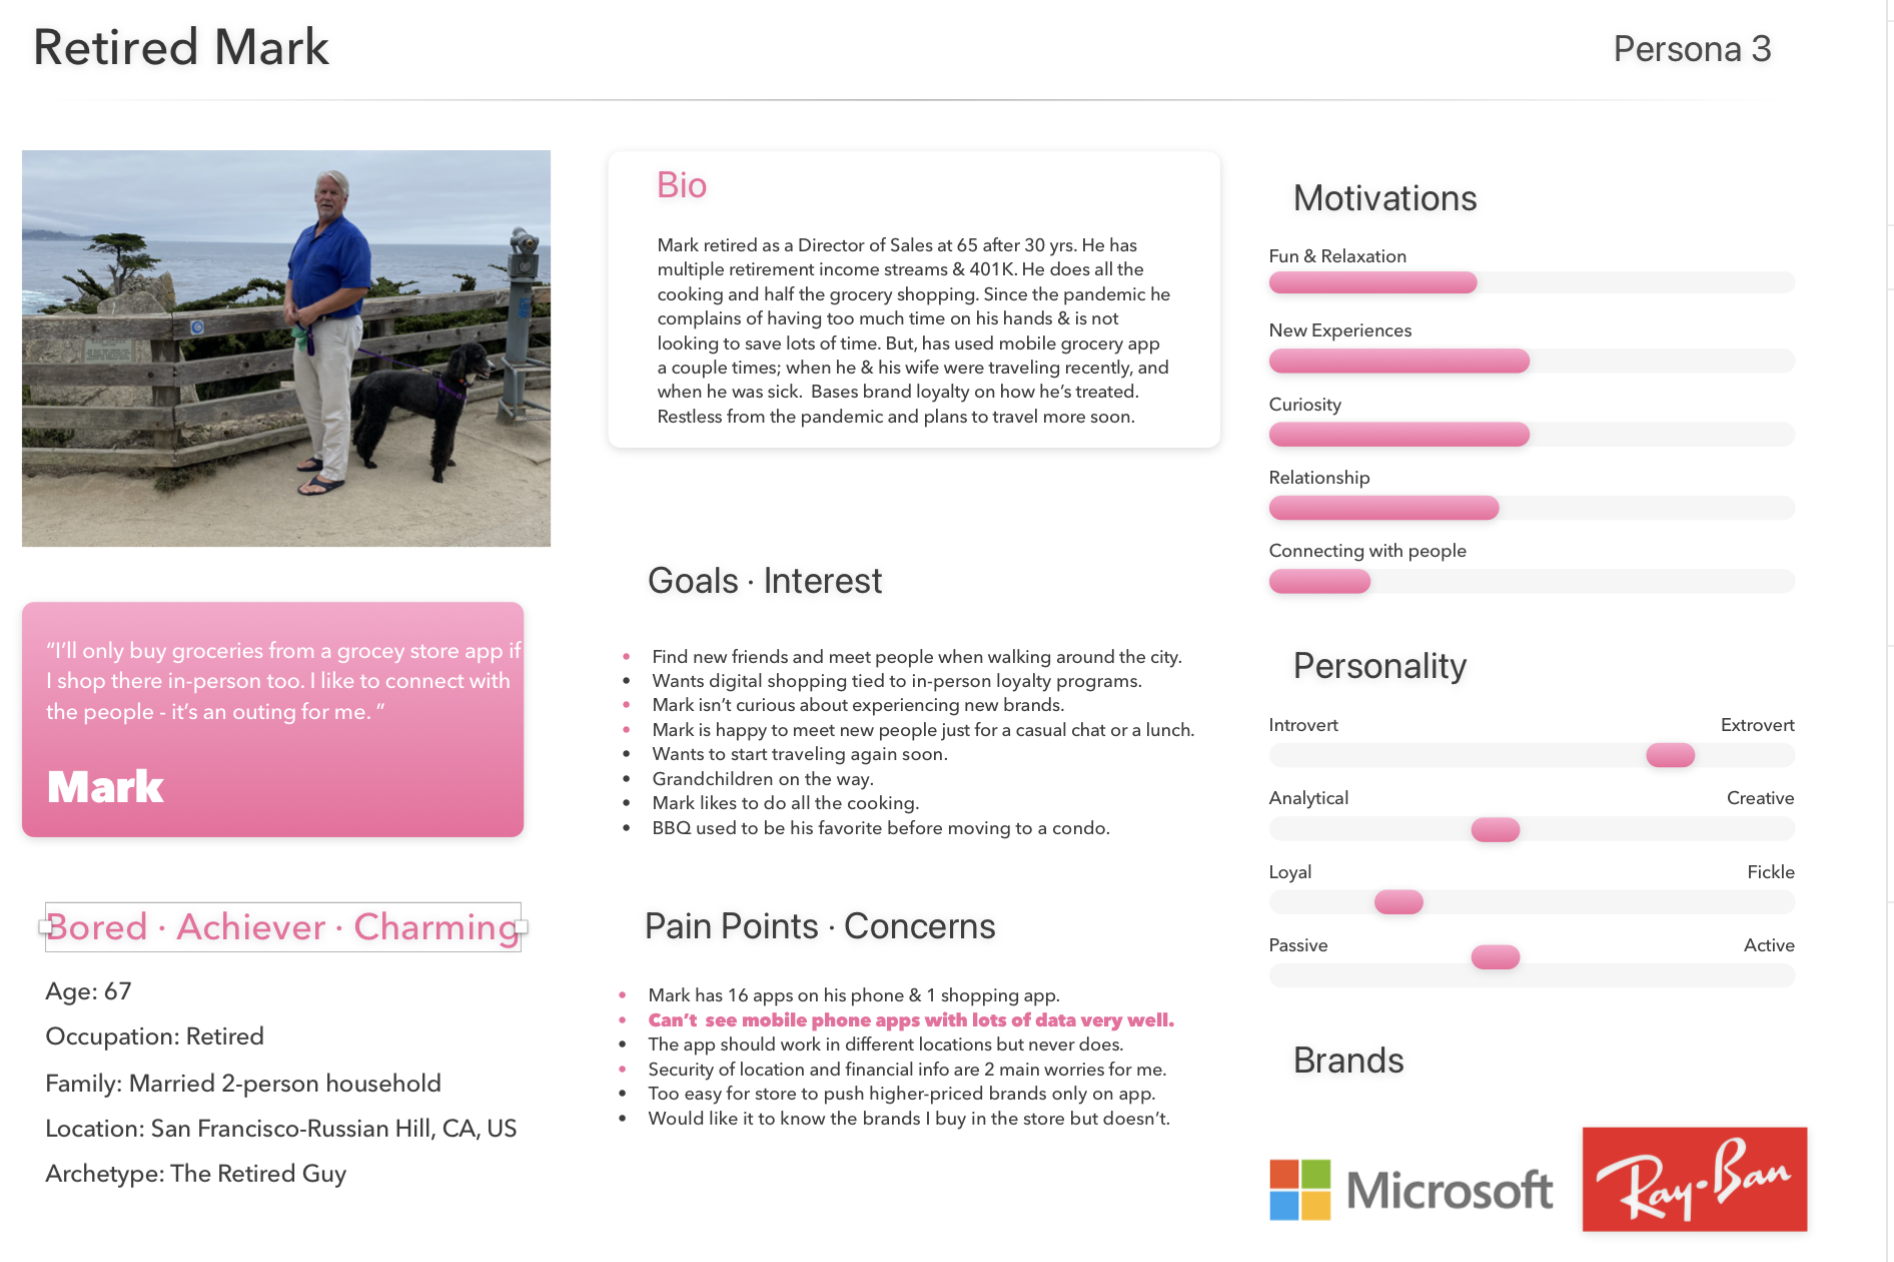 Retired Mark
Persona 3
Bio
Mark retired as a Director of Sales at 65 after 30 yrs. He has
multiple retirement income streams & 401K. He does all the
cooking and half the grocery shopping. Since the pandemic he
complains of having too much time on his hands & is not
looking to save lots of time. But, has used mobile grocery app
a couple times; when he & his wife were traveling recently, and
when he was sick.  Bases brand loyalty on how he's treated.
Restless from the pandemic and plans to travel more soon.
"I'll only buy groceries from a grocey store app if
I shop there in-person too. I like to connect with
the people - it's an outing for me. "
Mark
Bored · Achiever · Charming
Age: 67
Occupation: Retired
Family: Married 2-person household
Location: San Francisco-Russian Hill, CA, US
Archetype: The Retired Guy
Goals · Interest
• Find new friends and meet people when walking around the city.
• Wants digital shopping tied to in-person loyalty programs.
• Mark isn't curious about experiencing new brands.
• Mark is happy to meet new people just for a casual chat or a lunch.
• Wants to start traveling again soon.
• Grandchildren on the way.
• Mark likes to do all the cooking.
• BBQ used to be his favorite before moving to a condo.
Pain Points · Concerns
• Mark has 16 apps on his phone & 1 shopping app.
• Can't  see mobile phone apps with lots of data very well.
• The app should work in different locations but never does.
• Security of location and financial info are 2 main worries for me.
• Too easy for store to push higher-priced brands only on app.
• Would like it to know the brands I buy in the store but doesn't.
Motivations
Fun & Relaxation
New Experiences
Curiosity
Relationship
Connecting with people
Personality
Introvert Extrovert
Analytical Creative
Loyal Fickle
Passive Active
Brands
Microsoft
Ray-Ban